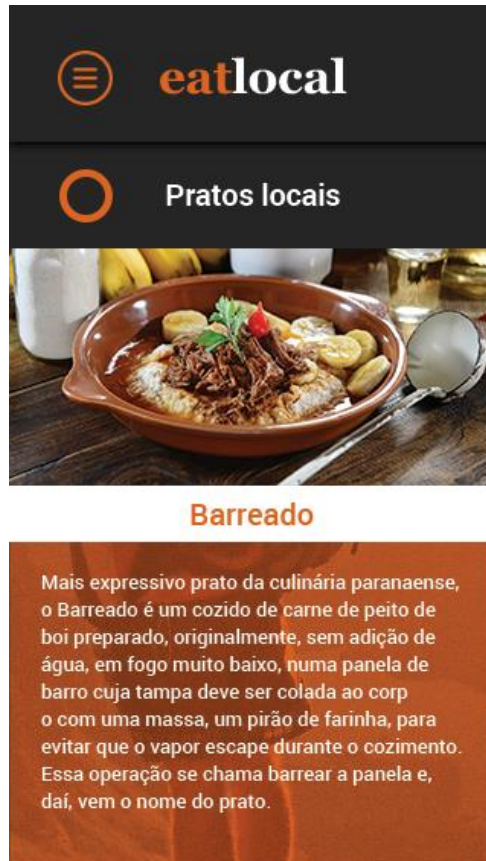 eatlocal
Pratos locais
Barreado
Mais expressivo prato da culinária paranaense,
o Barreado é um cozido de carne de peito de
boi preparado, originalmente, sem adição de
água, em fogo muito baixo, numa panela de
barro cuja tampa deve ser colada ao corp
o com uma massa, um pirão de farinha, para
evitar que o vapor escape durante o cozimento.
Essa operação se chama barrear a panela e,
daí, vem o nome do prato.